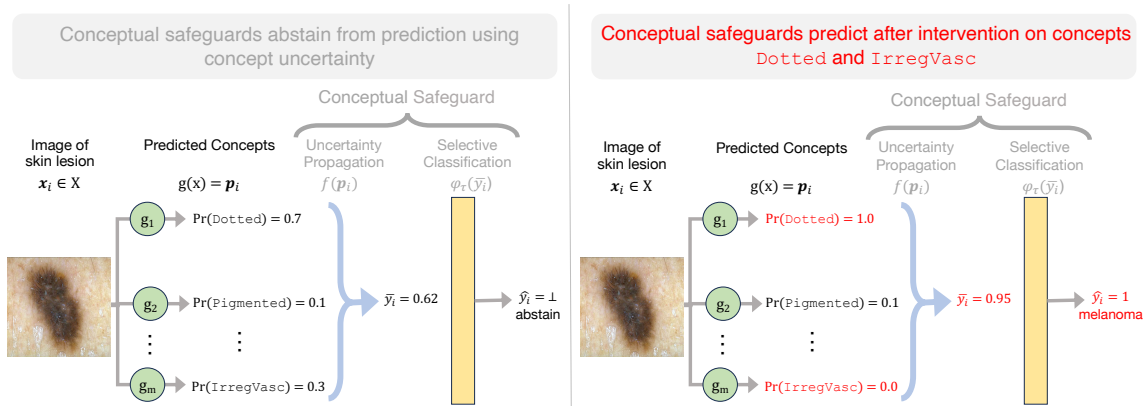 Conceptual safeguards abstain from prediction using
concept uncertainty
Conceptual Safeguard
Image of
skin lesion
𝒙ᵢ ∈ X
Predicted Concepts
g(x) = 𝒑ᵢ
Uncertainty
Propagation
f(𝒑ᵢ)
Selective
Classification
φ_τ(ȳᵢ)
g₁
Pr(Dotted) = 0.7
g₂
Pr(Pigmented) = 0.1
⋮
⋮
gₘ
Pr(IrregVasc) = 0.3
ȳᵢ = 0.62
ŷᵢ = ⊥
abstain
Conceptual safeguards predict after intervention on concepts
Dotted and IrregVasc
Conceptual Safeguard
Image of
skin lesion
𝒙ᵢ ∈ X
Predicted Concepts
g(x) = 𝒑ᵢ
Uncertainty
Propagation
f(𝒑ᵢ)
Selective
Classification
φ_τ(ȳᵢ)
g₁
Pr(Dotted) = 1.0
g₂
Pr(Pigmented) = 0.1
⋮
⋮
gₘ
Pr(IrregVasc) = 0.0
ȳᵢ = 0.95
ŷᵢ = 1
melanoma